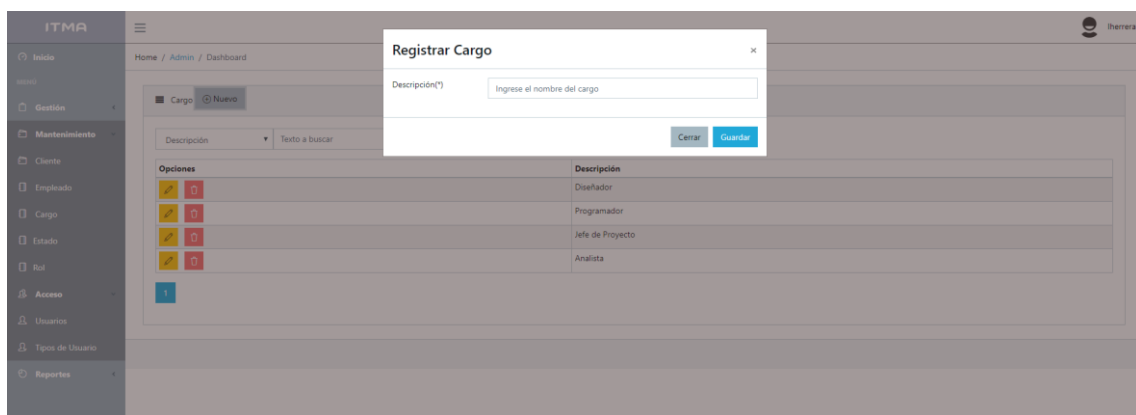 ITMA
lherrera
Inicio
MENÚ
Gestión
Mantenimiento
Cliente
Empleado
Cargo
Estado
Rol
Acceso
Usuarios
Tipos de Usuario
Reportes
Home / Admin / Dashboard
Cargo Nuevo
Descripción Texto a buscar
Opciones Descripción
Diseñador
Programador
Jefe de Proyecto
Analista
1
Registrar Cargo ×
Descripción(*) Ingrese el nombre del cargo
Cerrar Guardar